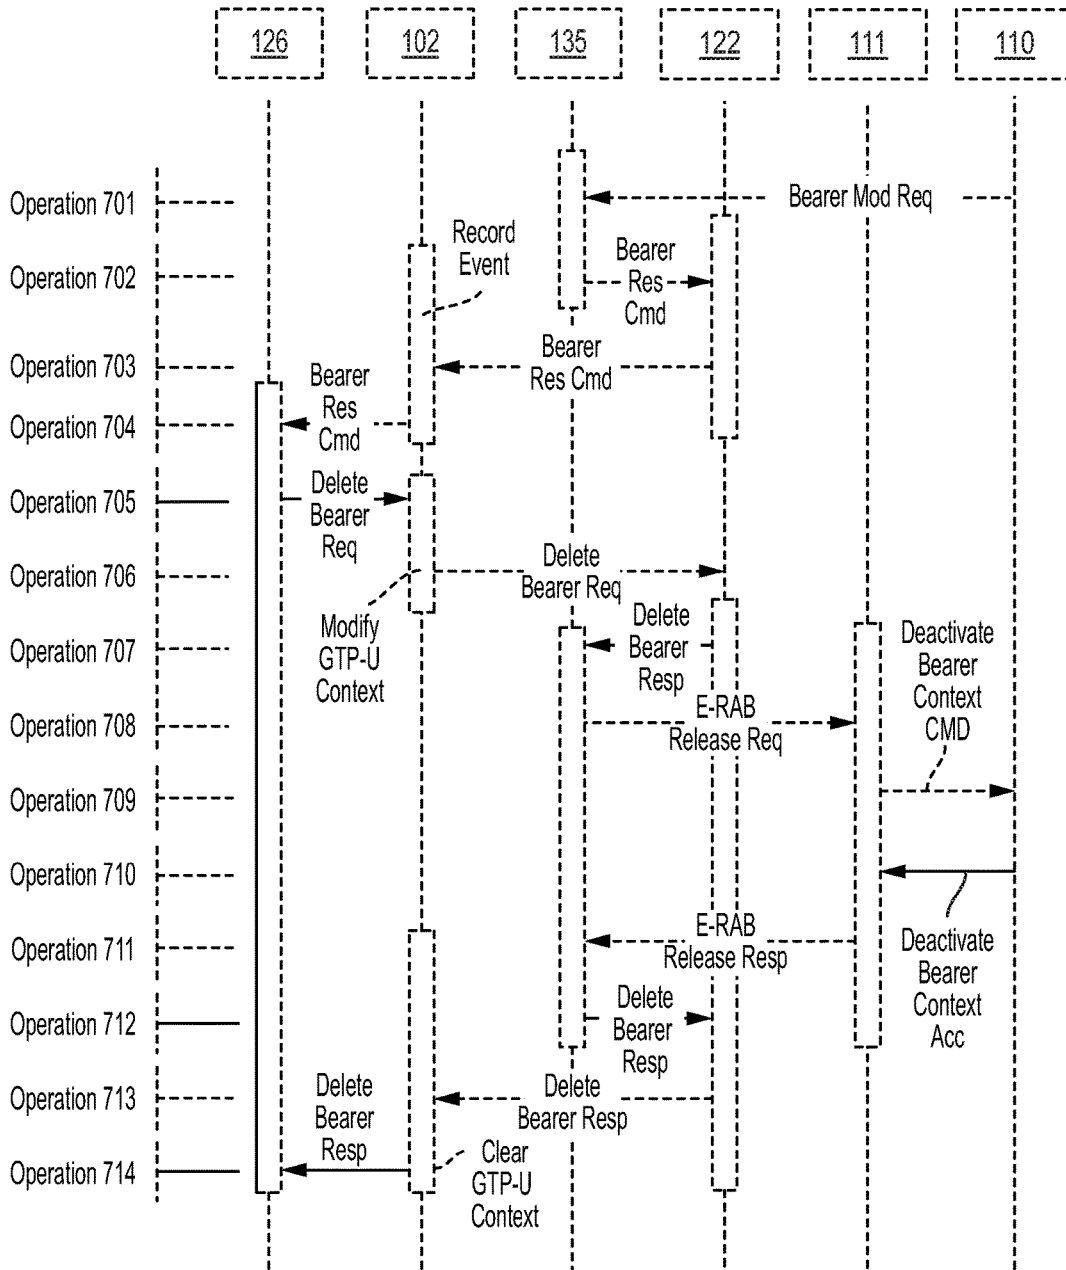 126
102
135
122
111
110
Operation 701
Bearer Mod Req
Operation 702
Record
Event
Bearer
Res
Cmd
Operation 703
Bearer
Res Cmd
Operation 704
Bearer
Res
Cmd
Operation 705
Delete
Bearer
Req
Operation 706
Delete
Bearer Req
Modify
GTP-U
Context
Operation 707
Delete
Bearer
Resp
Deactivate
Bearer
Context
CMD
Operation 708
E-RAB
Release Req
Operation 709
Operation 710
Deactivate
Bearer
Context
Acc
Operation 711
E-RAB
Release Resp
Operation 712
Delete
Bearer
Resp
Operation 713
Delete
Bearer Resp
Operation 714
Delete
Bearer
Resp
Clear
GTP-U
Context